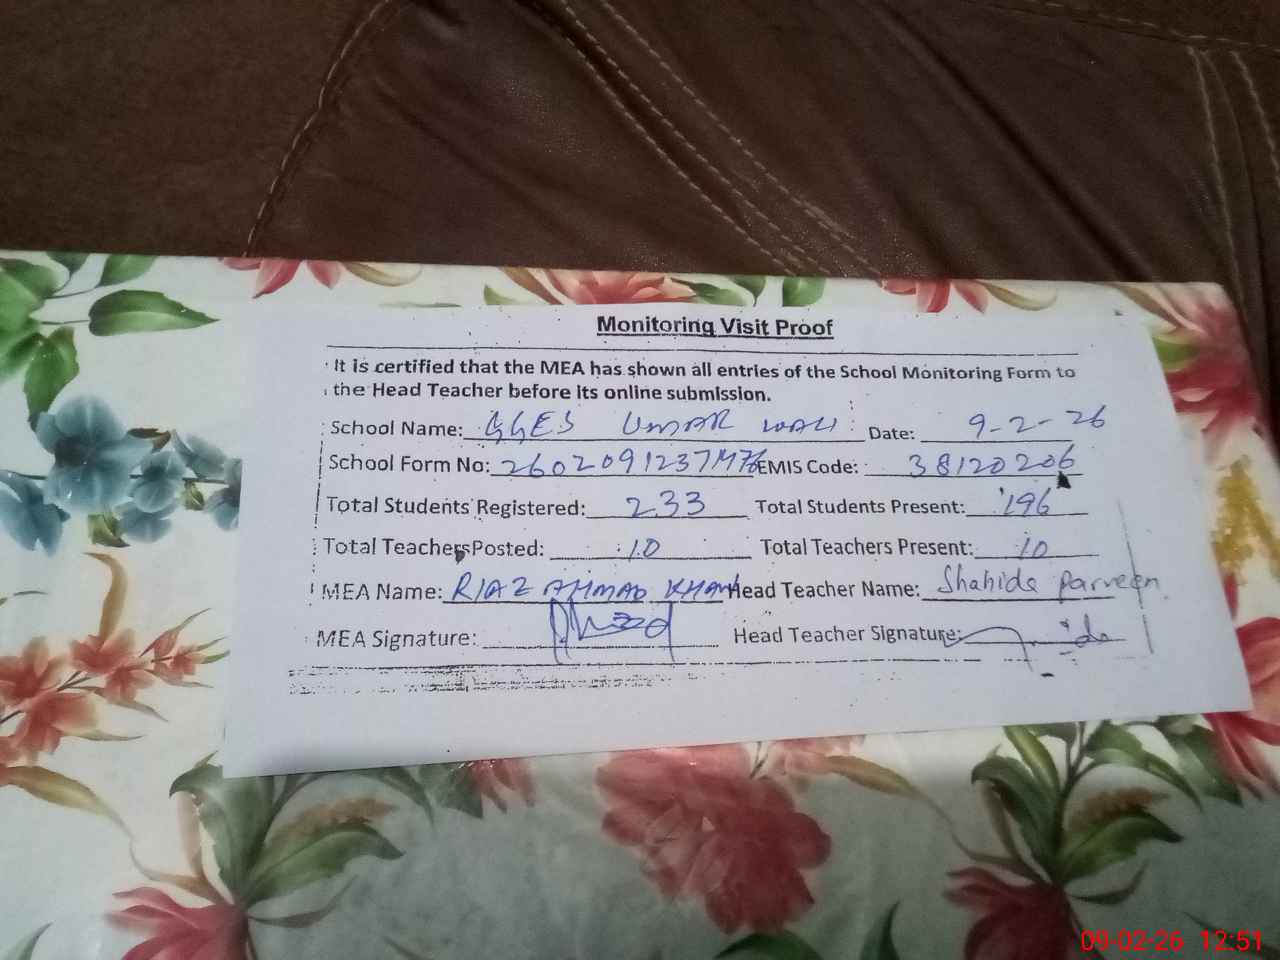 Monitoring Visit Proof
It is certified that the MEA has shown all entries of the School Monitoring Form to
the Head Teacher before its online submission.
School Name: GGES UMAR WALI Date: 9-2-26
School Form No: 2602091237 EMIS Code: 38120206
Total Students Registered: 233 Total Students Present: 196
Total Teachers Posted: 10 Total Teachers Present: 10
MEA Name: RIAZ AHMAD KHAN Head Teacher Name: Shahida Parveen
MEA Signature: Head Teacher Signature:
09-02-26 12:51